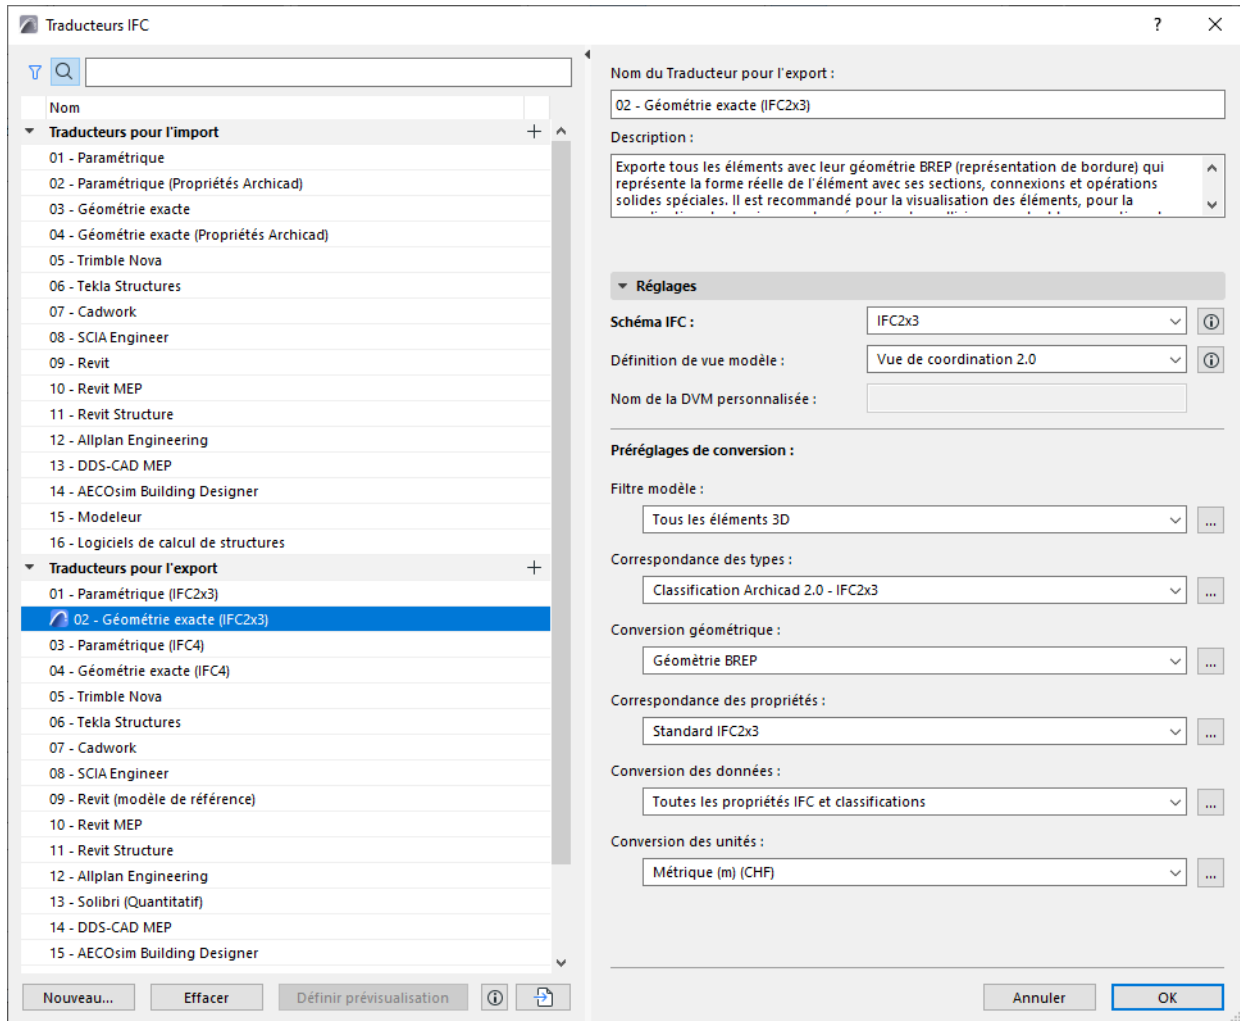 Traducteurs IFC
?
Nom
Traducteurs pour l'import
01 - Paramétrique
02 - Paramétrique (Propriétés Archicad)
03 - Géométrie exacte
04 - Géométrie exacte (Propriétés Archicad)
05 - Trimble Nova
06 - Tekla Structures
07 - Cadwork
08 - SCIA Engineer
09 - Revit
10 - Revit MEP
11 - Revit Structure
12 - Allplan Engineering
13 - DDS-CAD MEP
14 - AECOsim Building Designer
15 - Modeleur
16 - Logiciels de calcul de structures
Traducteurs pour l'export
01 - Paramétrique (IFC2x3)
02 - Géométrie exacte (IFC2x3)
03 - Paramétrique (IFC4)
04 - Géométrie exacte (IFC4)
05 - Trimble Nova
06 - Tekla Structures
07 - Cadwork
08 - SCIA Engineer
09 - Revit (modèle de référence)
10 - Revit MEP
11 - Revit Structure
12 - Allplan Engineering
13 - Solibri (Quantitatif)
14 - DDS-CAD MEP
15 - AECOsim Building Designer
Nouveau...
Effacer
Définir prévisualisation
Nom du Traducteur pour l'export :
02 - Géométrie exacte (IFC2x3)
Description :
Exporte tous les éléments avec leur géométrie BREP (représentation de bordure) qui
représente la forme réelle de l'élément avec ses sections, connexions et opérations
solides spéciales. Il est recommandé pour la visualisation des éléments, pour la
Réglages
Schéma IFC :
IFC2x3
Définition de vue modèle :
Vue de coordination 2.0
Nom de la DVM personnalisée :
Préréglages de conversion :
Filtre modèle :
Tous les éléments 3D
...
Correspondance des types :
Classification Archicad 2.0 - IFC2x3
...
Conversion géométrique :
Géomètrie BREP
...
Correspondance des propriétés :
Standard IFC2x3
...
Conversion des données :
Toutes les propriétés IFC et classifications
...
Conversion des unités :
Métrique (m) (CHF)
...
Annuler
OK